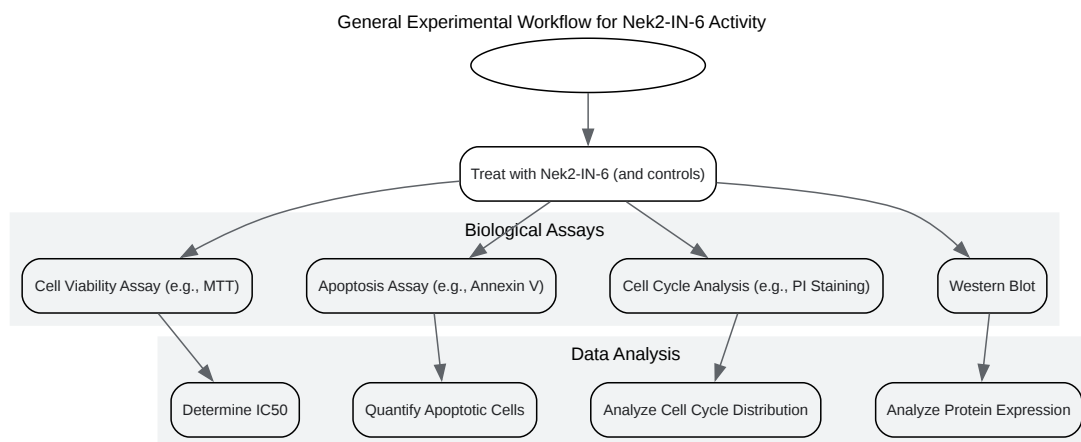 General Experimental Workflow for Nek2-IN-6 Activity
Treat with Nek2-IN-6 (and controls)
Biological Assays
Cell Viability Assay (e.g., MTT)
Apoptosis Assay (e.g., Annexin V)
Cell Cycle Analysis (e.g., PI Staining)
Western Blot
Data Analysis
Determine IC50
Quantify Apoptotic Cells
Analyze Cell Cycle Distribution
Analyze Protein Expression